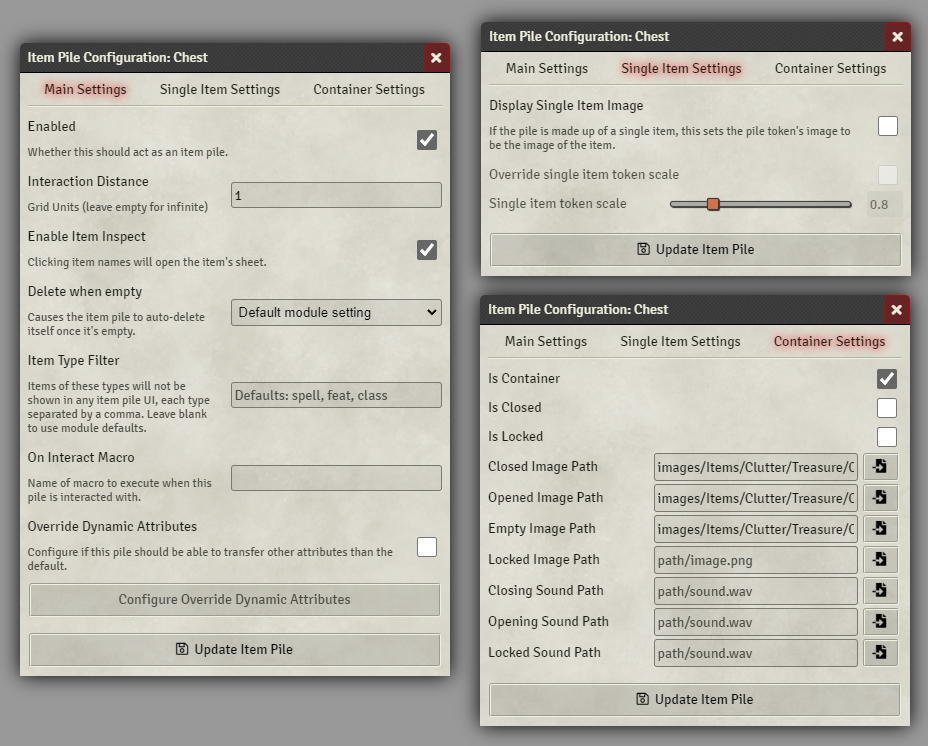 Item Pile Configuration: Chest
Main Settings Single Item Settings Container Settings
Enabled
Whether this should act as an item pile.
Interaction Distance
Grid Units (leave empty for infinite)
1
Enable Item Inspect
Clicking item names will open the item's sheet.
Delete when empty
Causes the item pile to auto-delete
itself once it's empty.
Default module setting
Item Type Filter
Items of these types will not be
shown in any item pile UI, each type
separated by a comma. Leave blank
to use module defaults.
Defaults: spell, feat, class
On Interact Macro
Name of macro to execute when this
pile is interacted with.
Override Dynamic Attributes
Configure if this pile should be able to transfer other attributes than the
default.
Configure Override Dynamic Attributes
Update Item Pile
Item Pile Configuration: Chest
Main Settings Single Item Settings Container Settings
Display Single Item Image
If the pile is made up of a single item, this sets the pile token's image to
be the image of the item.
Override single item token scale
Single item token scale 0.8
Update Item Pile
Item Pile Configuration: Chest
Main Settings Single Item Settings Container Settings
Is Container
Is Closed
Is Locked
Closed Image Path images/Items/Clutter/Treasure/C
Opened Image Path images/Items/Clutter/Treasure/C
Empty Image Path images/Items/Clutter/Treasure/C
Locked Image Path path/image.png
Closing Sound Path path/sound.wav
Opening Sound Path path/sound.wav
Locked Sound Path path/sound.wav
Update Item Pile